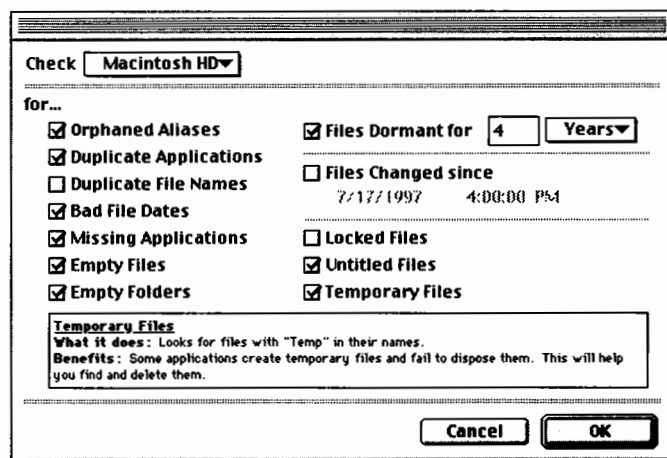 Check Macintosh HD
for...
Orphaned Aliases
Duplicate Applications
Duplicate File Names
Bad File Dates
Missing Applications
Empty Files
Empty Folders
Files Dormant for 4 Years
Files Changed since
7/17/1997 4:00:00 PM
Locked Files
Untitled Files
Temporary Files
Temporary Files
What it does: Looks for files with "Temp" in their names.
Benefits: Some applications create temporary files and fail to dispose them. This will help
you find and delete them.
Cancel OK